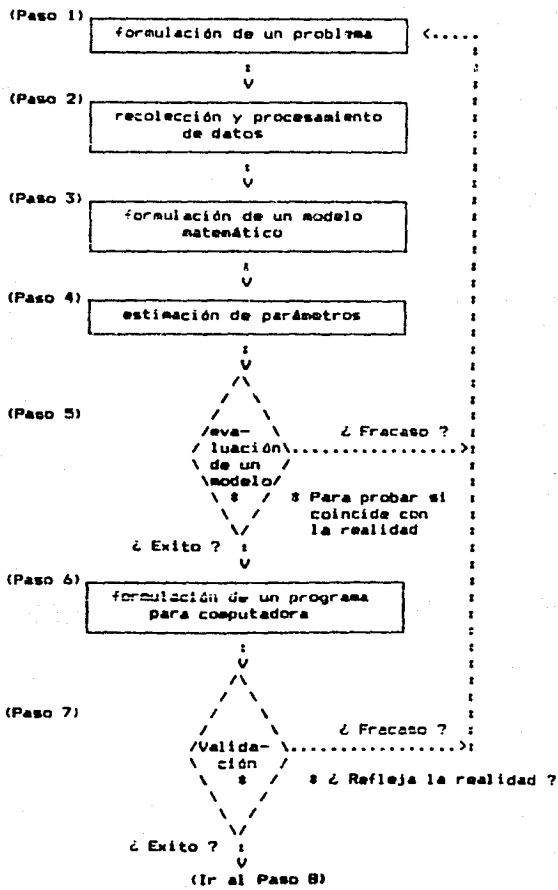 (Paso 1)
formulación de un problema
(Paso 2)
recolección y procesamiento
de datos
(Paso 3)
formulación de un modelo
matemático
(Paso 4)
estimación de parámetros
(Paso 5)
¿ Fracaso ?
eva-
luación
de un
modelo
*
* Para probar si
coincide con
la realidad
¿ Exito ?
(Paso 6)
formulación de un programa
para computadora
(Paso 7)
¿ Fracaso ?
Valida-
ción
*
* ¿ Refleja la realidad ?
¿ Exito ?
(Ir al Paso 8)